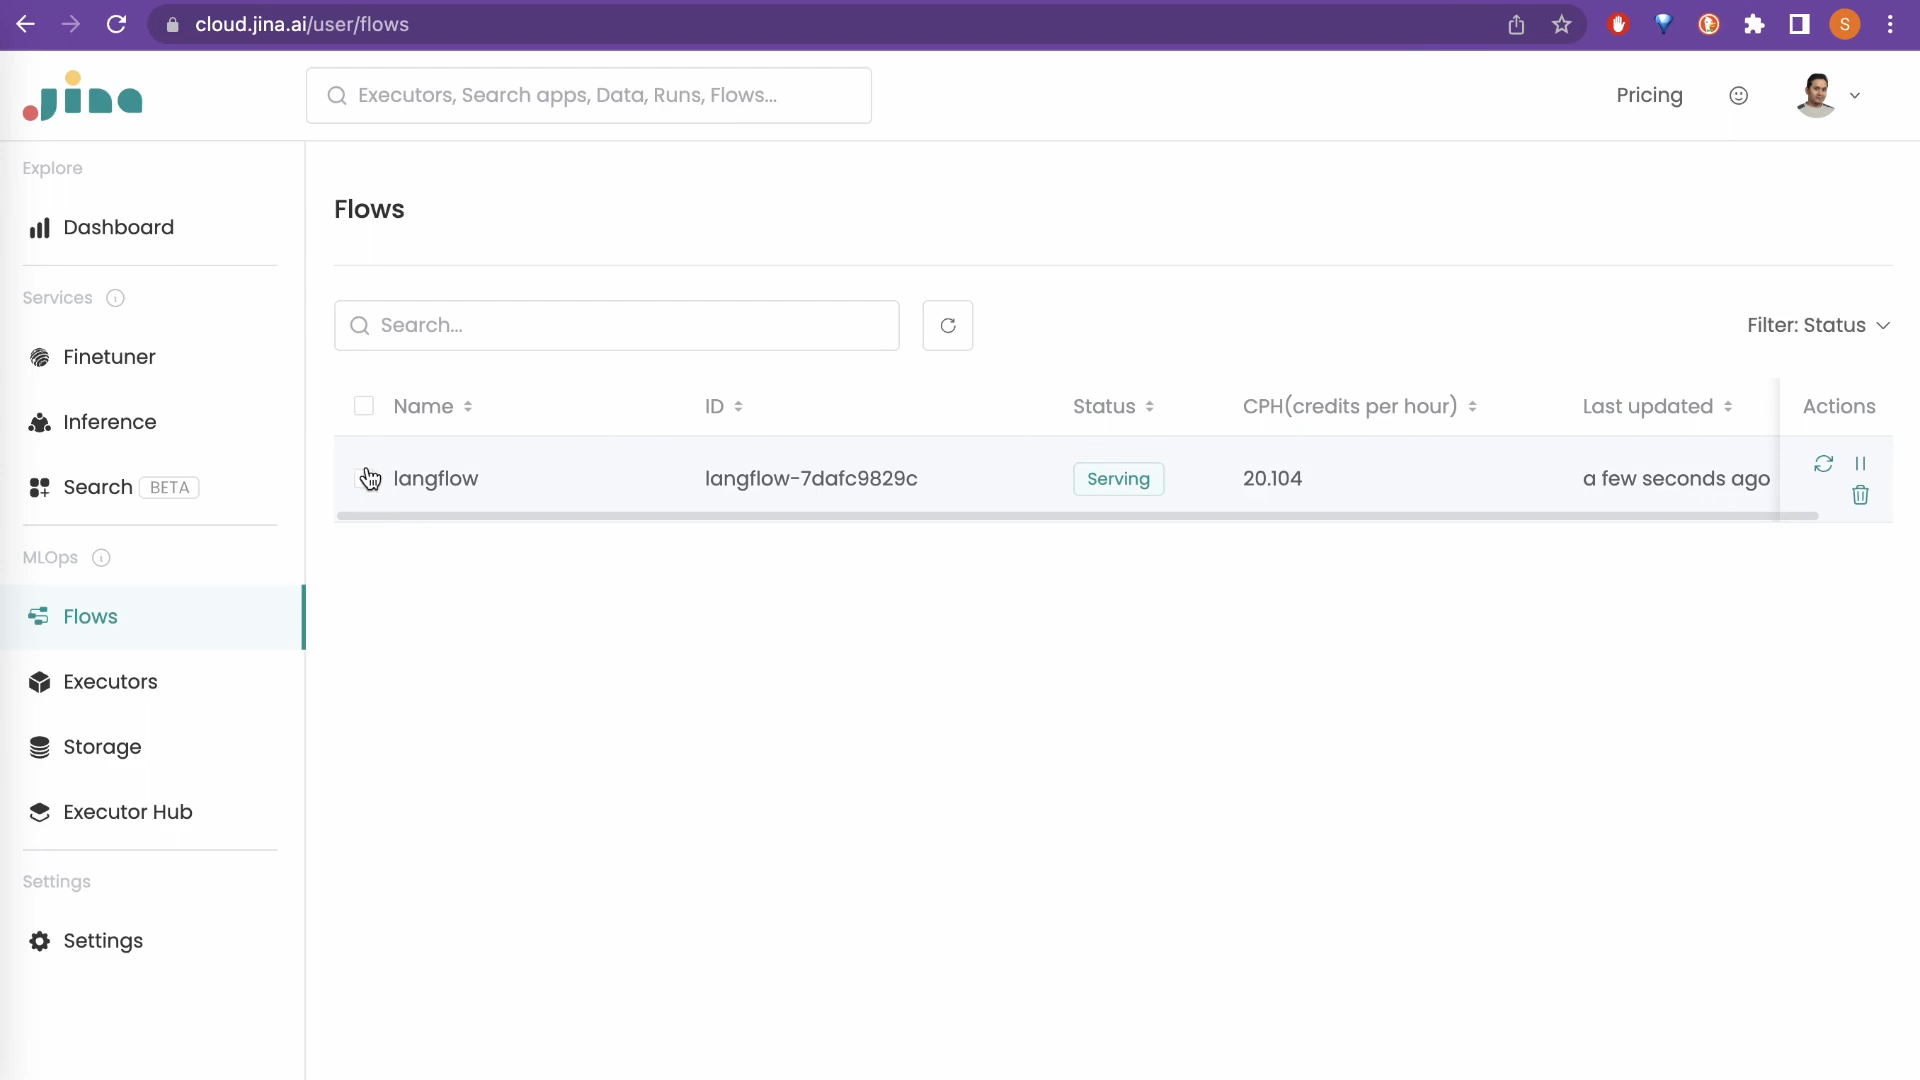 cloud.jina.ai/user/flows
S
Jina
Executors, Search apps, Data, Runs, Flows...
Pricing
Explore
Dashboard
Services
Finetuner
Inference
Search BETA
MLOps
Flows
Executors
Storage
Executor Hub
Settings
Settings
Flows
Search...
Filter: Status
Name ID Status CPH(credits per hour) Last updated Actions
langflow langflow-7dafc9829c Serving 20.104 a few seconds ago